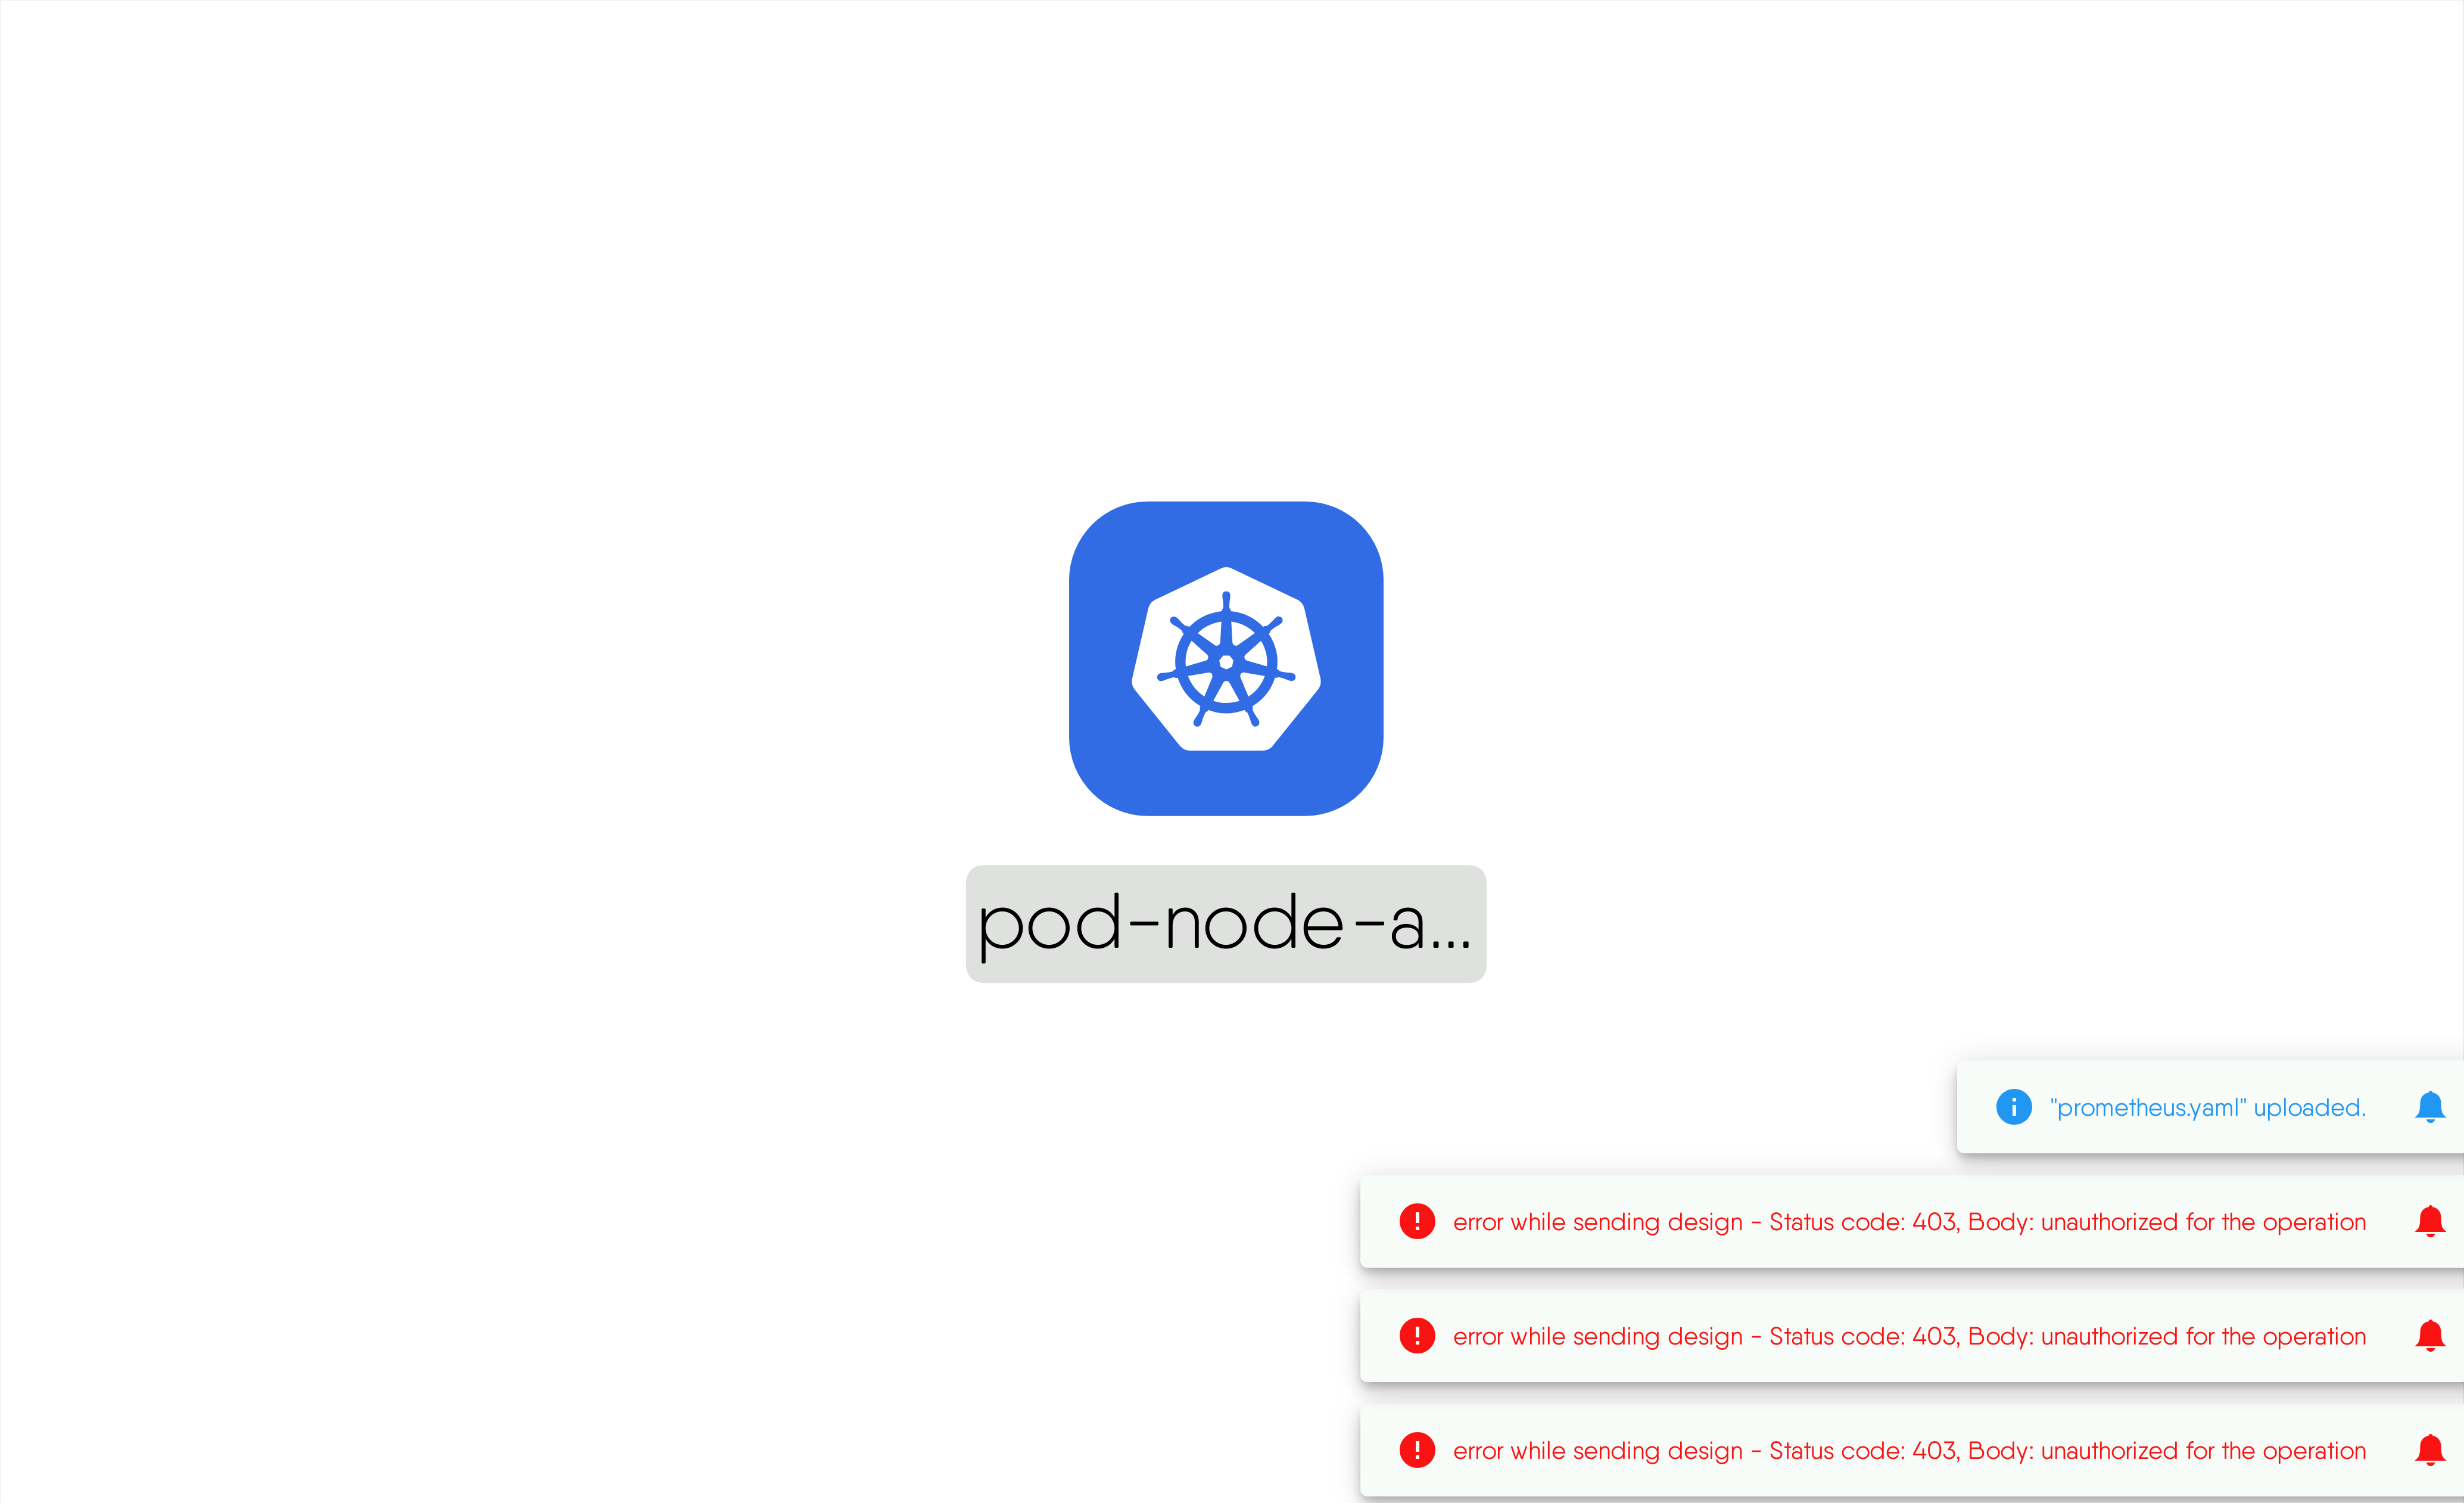 pod-node-a...
"prometheus.yaml" uploaded.
error while sending design - Status code: 403, Body: unauthorized for the operation
error while sending design - Status code: 403, Body: unauthorized for the operation
error while sending design - Status code: 403, Body: unauthorized for the operation